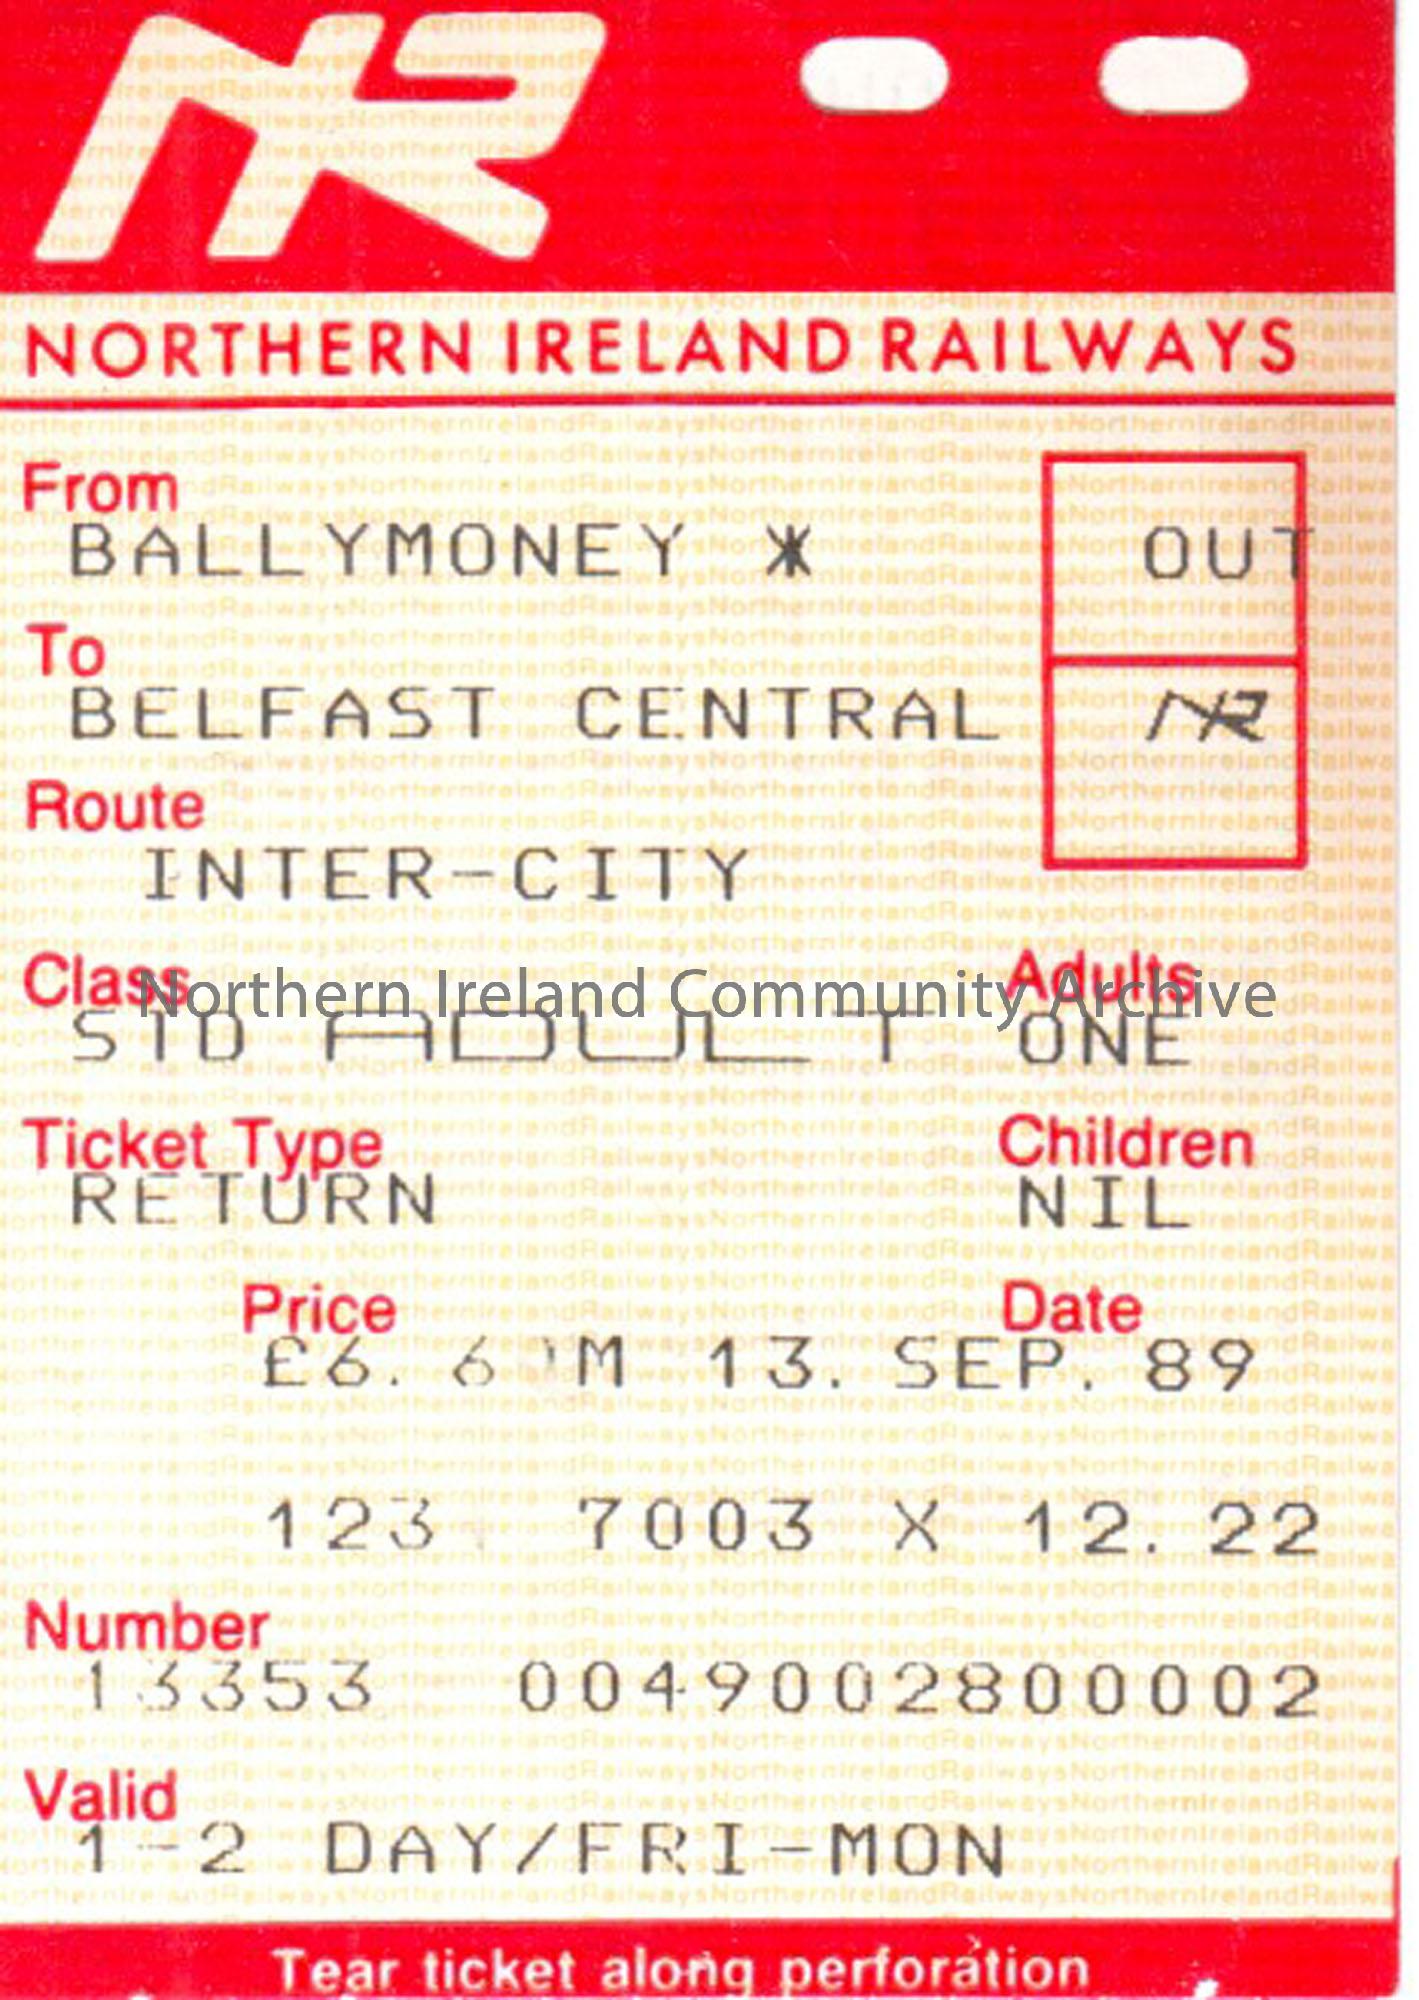 NR
NORTHERN IRELAND RAILWAYS
From
BALLYMONEY * OUT
To
BELFAST CENTRAL NR
Route
INTER-CITY
Class Adults
Northern Ireland Community Archive
STD ADULT ONE
Ticket Type Children
RETURN NIL
Price Date
M 13. SEP. 89
123 7003 X 12. 22
Number
13353 0049002800002
Valid
1-2 DAY/FRI-MON
Tear ticket along perforation